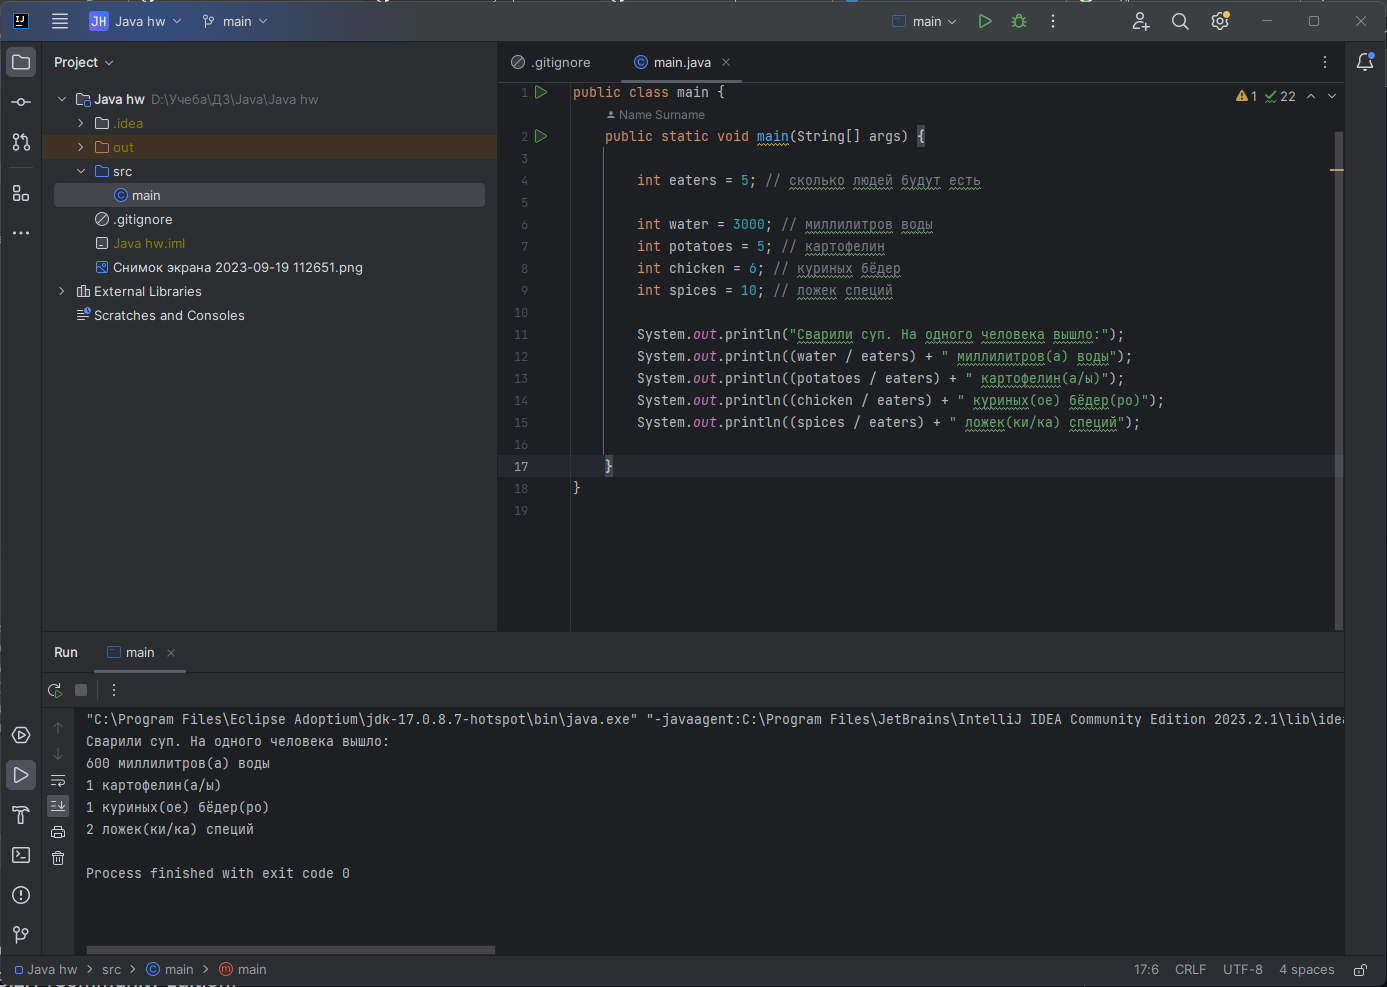 JH Java hw main main
Project .gitignore main.java
Java hw D:\Учеба\ДЗ\Java\Java hw
.idea
out
src
main
.gitignore
Java hw.iml
Снимок экрана 2023-09-19 112651.png
External Libraries
Scratches and Consoles
1 public class main { 1 22
Name Surname
2 public static void main(String[] args) {
3
4 int eaters = 5; // сколько людей будут есть
5
6 int water = 3000; // миллилитров воды
7 int potatoes = 5; // картофелин
8 int chicken = 6; // куриных бёдер
9 int spices = 10; // ложек специй
10
11 System.out.println("Сварили суп. На одного человека вышло:");
12 System.out.println((water / eaters) + " миллилитров(а) воды");
13 System.out.println((potatoes / eaters) + " картофелин(а/ы)");
14 System.out.println((chicken / eaters) + " куриных(ое) бёдер(ро)");
15 System.out.println((spices / eaters) + " ложек(ки/ка) специй");
16
17 }
18 }
19
Run main
"C:\Program Files\Eclipse Adoptium\jdk-17.0.8.7-hotspot\bin\java.exe" "-javaagent:C:\Program Files\JetBrains\IntelliJ IDEA Community Edition 2023.2.1\lib\idea
Сварили суп. На одного человека вышло:
600 миллилитров(а) воды
1 картофелин(а/ы)
1 куриных(ое) бёдер(ро)
2 ложек(ки/ка) специй
Process finished with exit code 0
Java hw > src > main > main 17:6 CRLF UTF-8 4 spaces